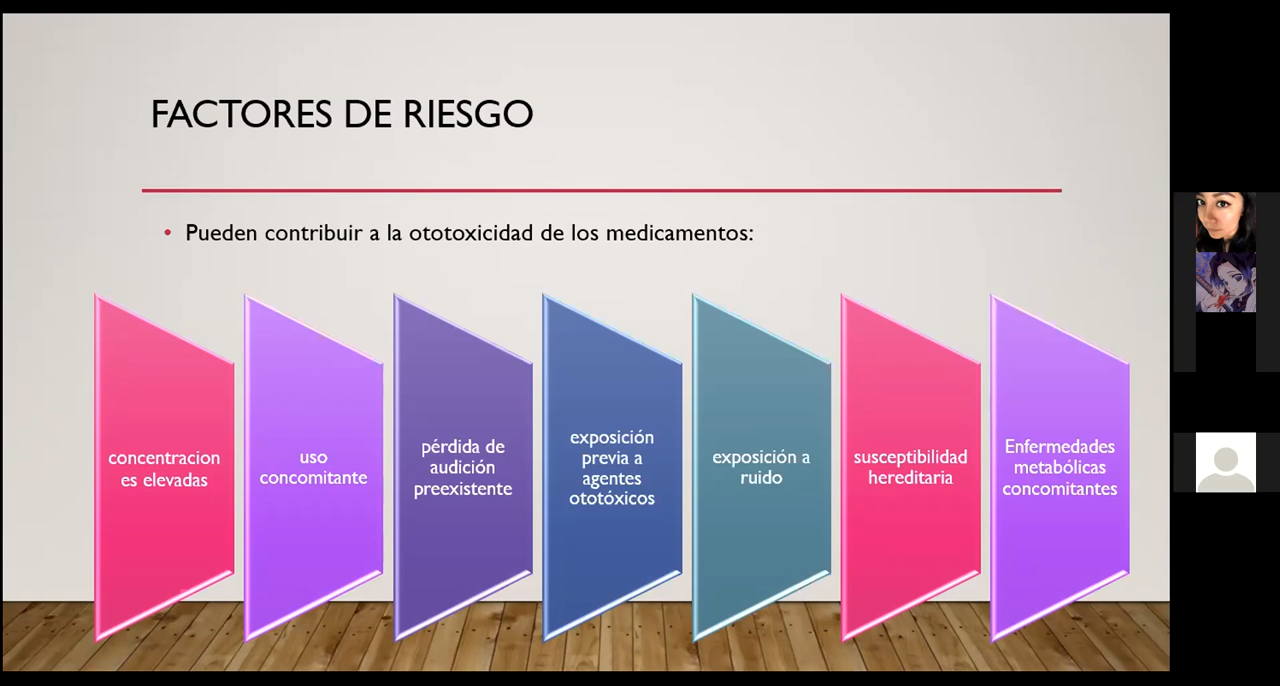 FACTORES DE RIESGO
• Pueden contribuir a la ototoxicidad de los medicamentos:
concentracion
es elevadas
uso
concomitante
pérdida de
audición
preexistente
exposición
previa a
agentes
ototóxicos
exposición a
ruido
susceptibilidad
hereditaria
Enfermedades
metabólicas
concomitantes